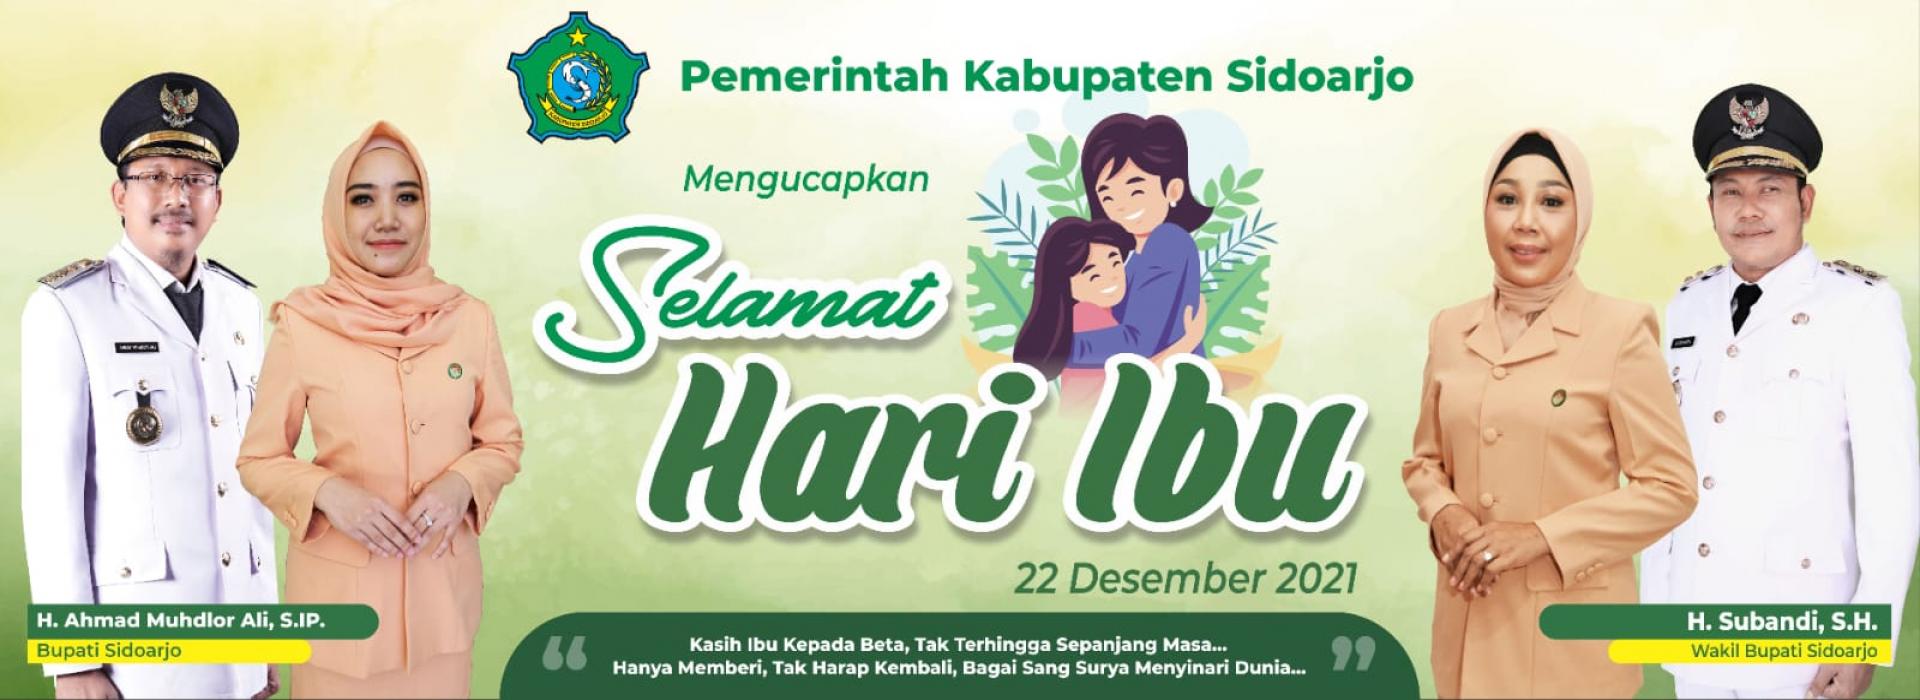 Pemerintah Kabupaten Sidoarjo
Mengucapkan
Selamat
Hari Ibu
22 Desember 2021
H. Ahmad Muhdlor Ali, S.IP.
Bupati Sidoarjo
“ Kasih Ibu Kepada Beta, Tak Terhingga Sepanjang Masa... ”
Hanya Memberi, Tak Harap Kembali, Bagai Sang Surya Menyinari Dunia...
H. Subandi, S.H.
Wakil Bupati Sidoarjo